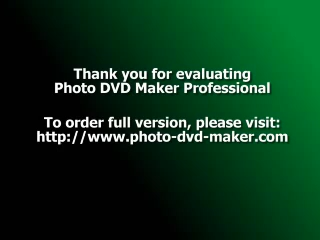 Thank you for evaluating
Photo DVD Maker Professional
To order full version, please visit:
http://www.photo-dvd-maker.com